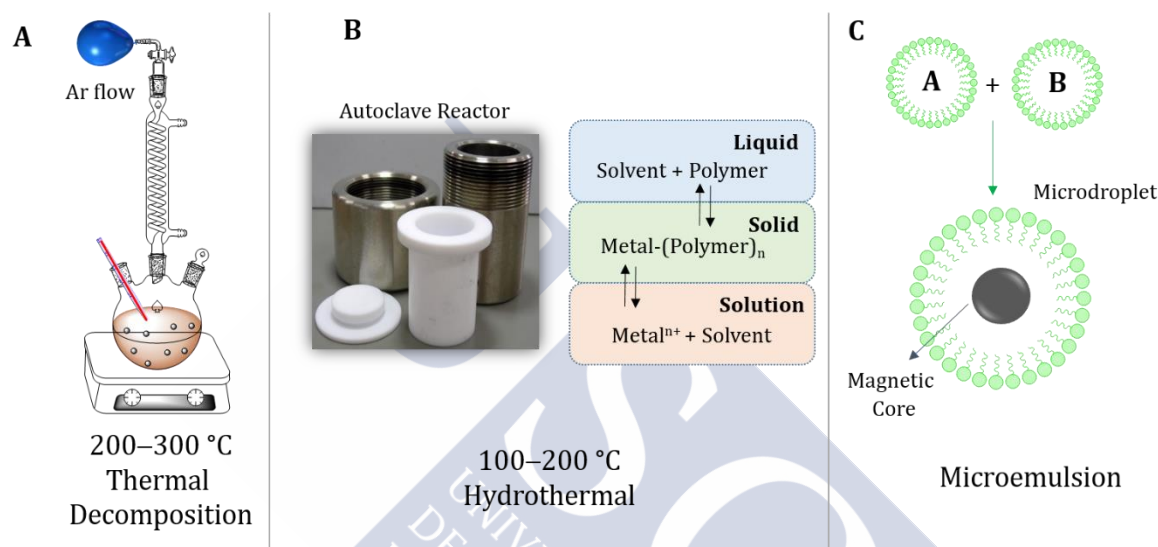 A
Ar flow
200–300 °C
Thermal
Decomposition
B
Autoclave Reactor
Liquid
Solvent + Polymer
Solid
Metal-(Polymer)n
Solution
Metalⁿ⁺ + Solvent
100–200 °C
Hydrothermal
C
A + B
Microdroplet
Magnetic
Core
Microemulsion